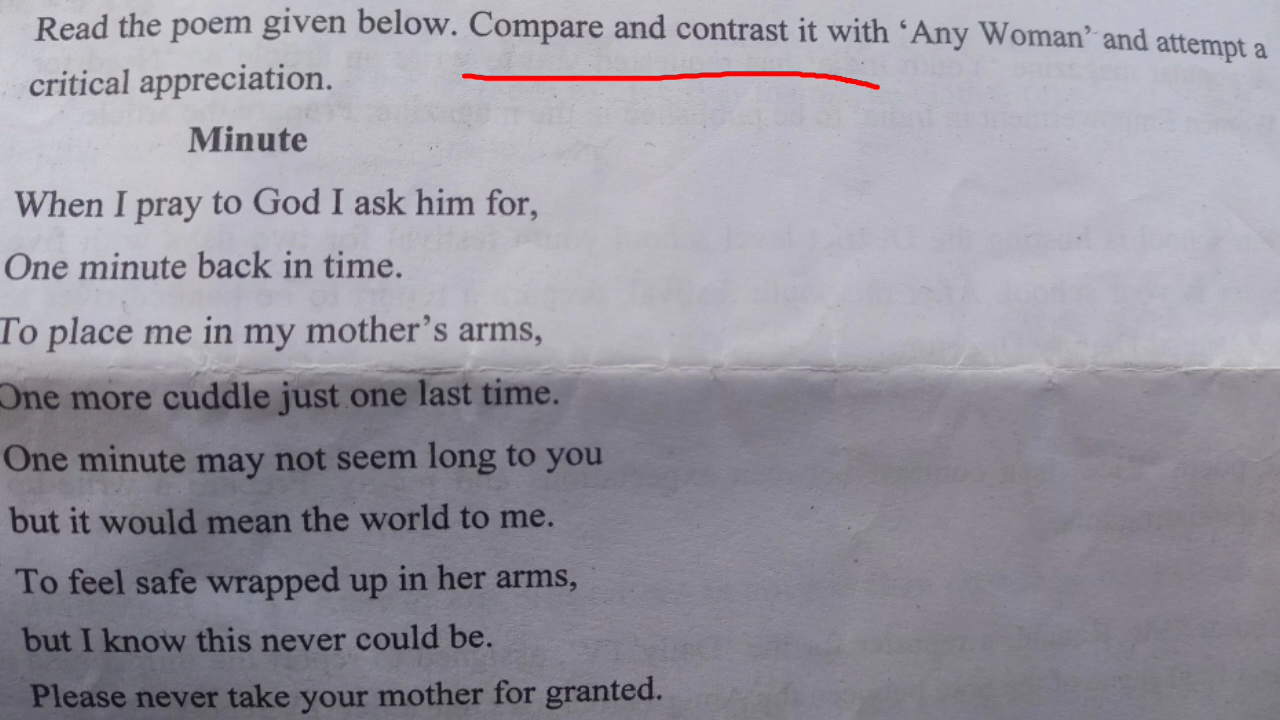 Read the poem given below. Compare and contrast it with ‘Any Woman’ and attempt a
critical appreciation.
Minute
When I pray to God I ask him for,
One minute back in time.
To place me in my mother’s arms,
One more cuddle just one last time.
One minute may not seem long to you
but it would mean the world to me.
To feel safe wrapped up in her arms,
but I know this never could be.
Please never take your mother for granted.